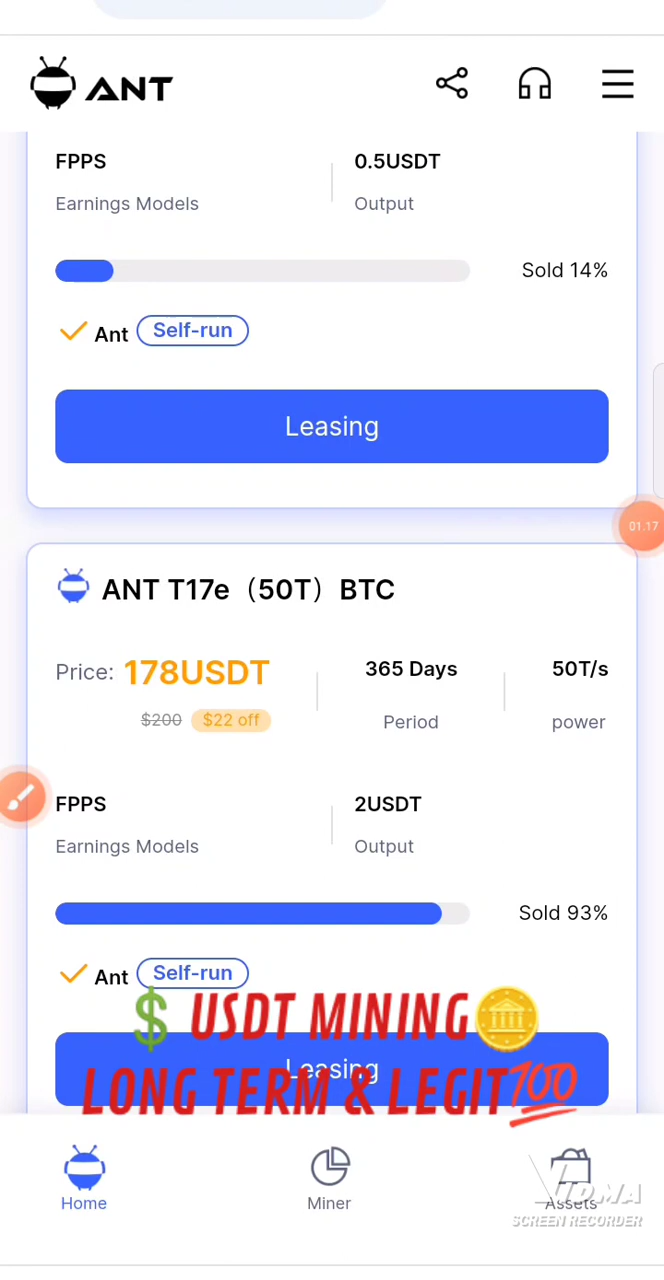 ANT
FPPS
0.5USDT
Earnings Models
Output
Sold 14%
Ant Self-run
Leasing
01:17
ANT T17e（50T）BTC
Price: 178USDT
365 Days
50T/s
$200 $22 off
Period
power
FPPS
2USDT
Earnings Models
Output
Sold 93%
Ant Self-run
$ USDT MINING
Leasing
LONG TERM & LEGIT💯
Home
Miner
Assets
VIDMA
SCREEN RECORDER